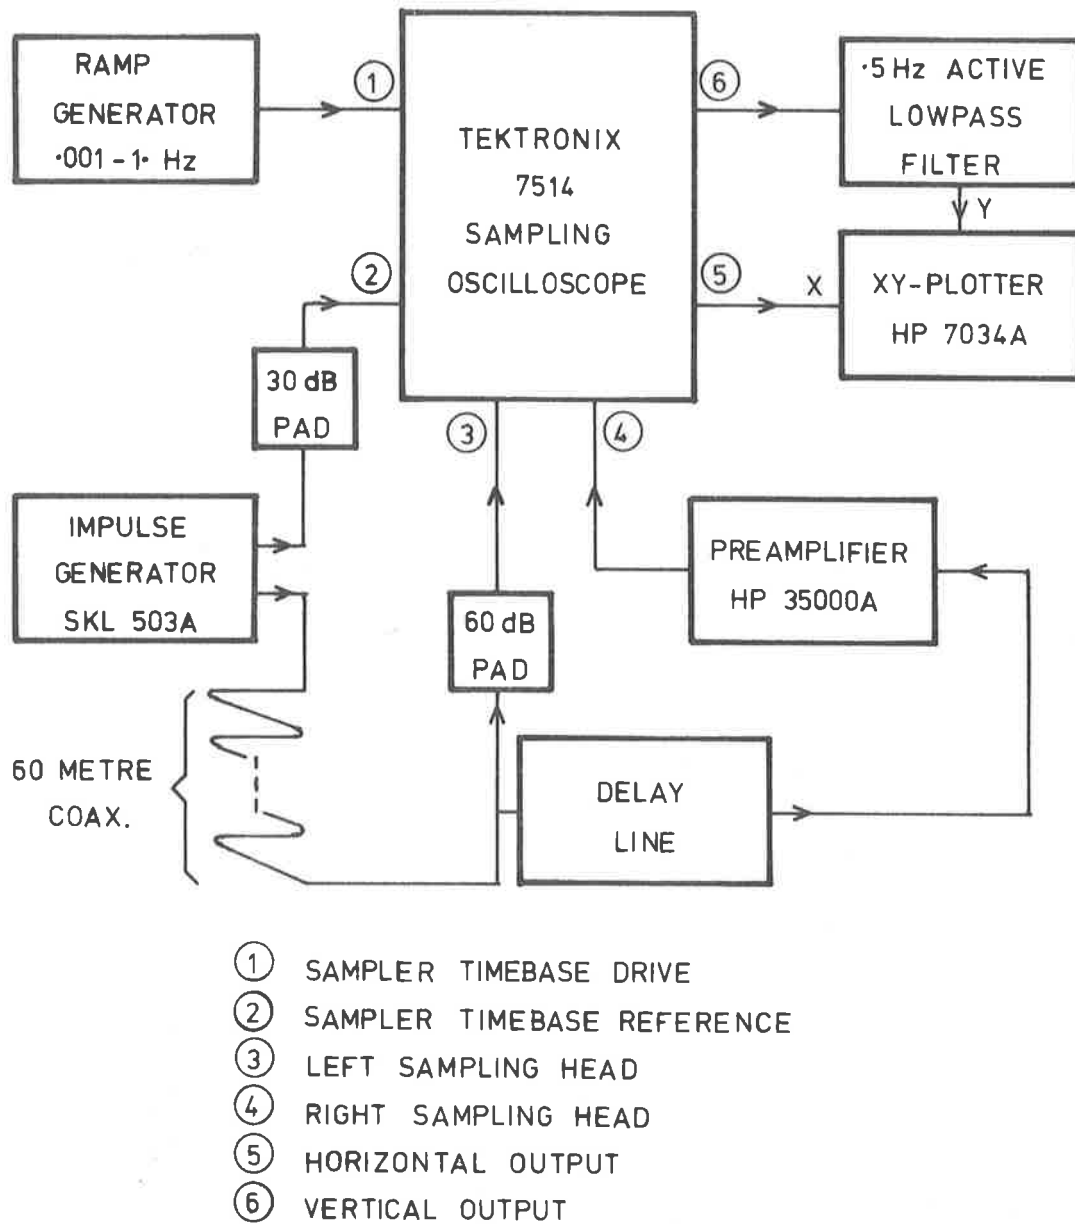 RAMP
GENERATOR
·001 - 1· Hz
①
TEKTRONIX
7514
SAMPLING
OSCILLOSCOPE
⑥
·5 Hz ACTIVE
LOWPASS
FILTER
Y
②
⑤
X
XY-PLOTTER
HP 7034A
30 dB
PAD
③
④
IMPULSE
GENERATOR
SKL 503A
PREAMPLIFIER
HP 35000A
60 dB
PAD
60 METRE
COAX.
DELAY
LINE
① SAMPLER TIMEBASE DRIVE
② SAMPLER TIMEBASE REFERENCE
③ LEFT SAMPLING HEAD
④ RIGHT SAMPLING HEAD
⑤ HORIZONTAL OUTPUT
⑥ VERTICAL OUTPUT